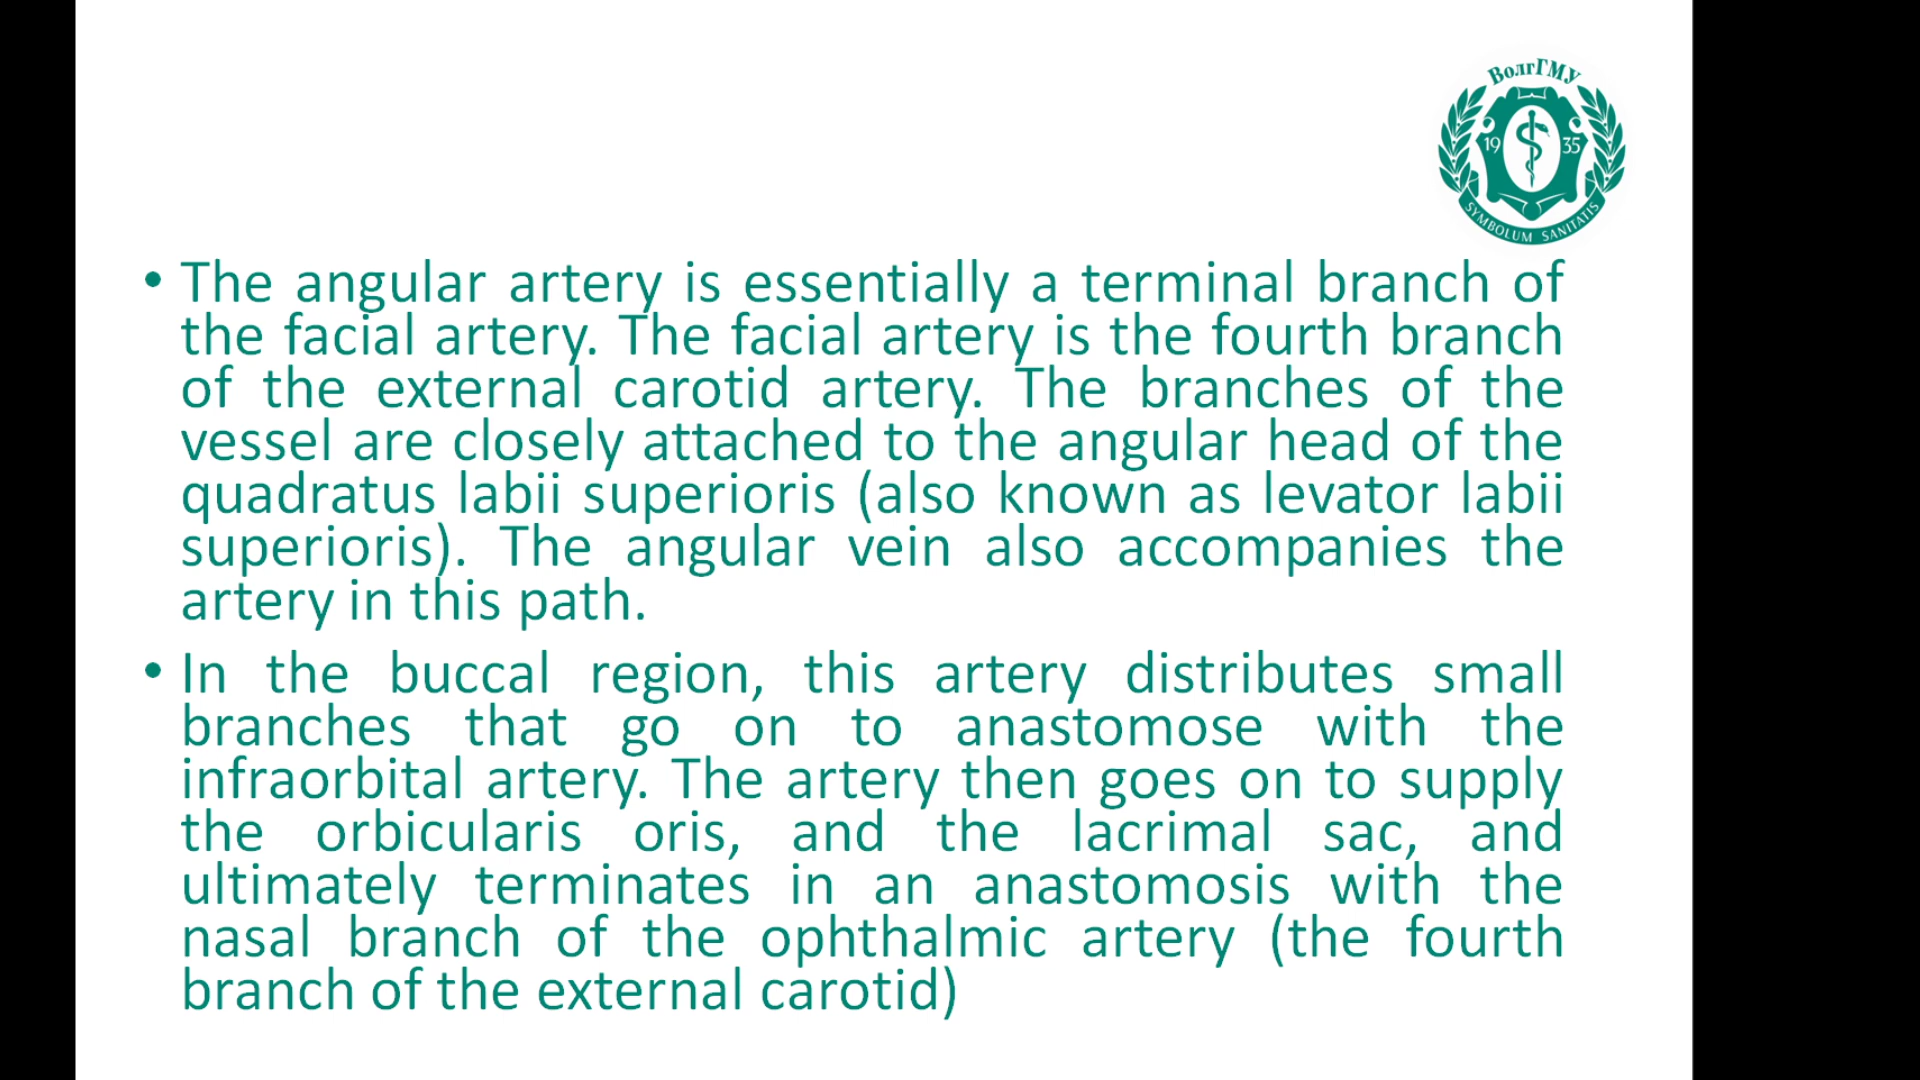 ВолгГМУ
19 35
SYMBOLUM SANITATIS
• The angular artery is essentially a terminal branch of
the facial artery. The facial artery is the fourth branch
of the external carotid artery. The branches of the
vessel are closely attached to the angular head of the
quadratus labii superioris (also known as levator labii
superioris). The angular vein also accompanies the
artery in this path.
• In the buccal region, this artery distributes small
branches that go on to anastomose with the
infraorbital artery. The artery then goes on to supply
the orbicularis oris, and the lacrimal sac, and
ultimately terminates in an anastomosis with the
nasal branch of the ophthalmic artery (the fourth
branch of the external carotid)